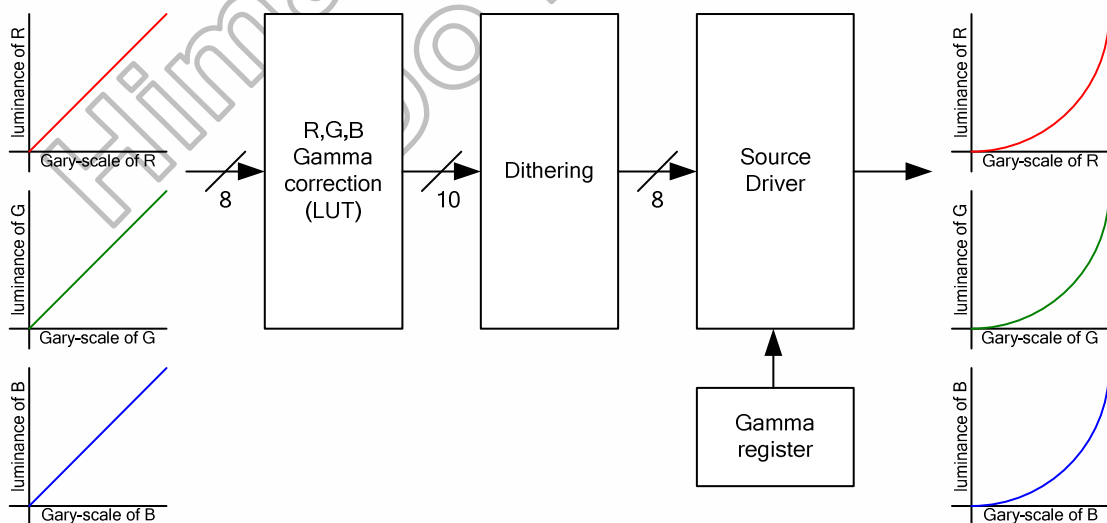 luminance of R
Gary-scale of R
luminance of G
Gary-scale of G
luminance of B
Gary-scale of B
8
R,G,B
Gamma
correction
(LUT)
10
Dithering
8
Source
Driver
Gamma
register
luminance of R
Gary-scale of R
luminance of G
Gary-scale of G
luminance of B
Gary-scale of B